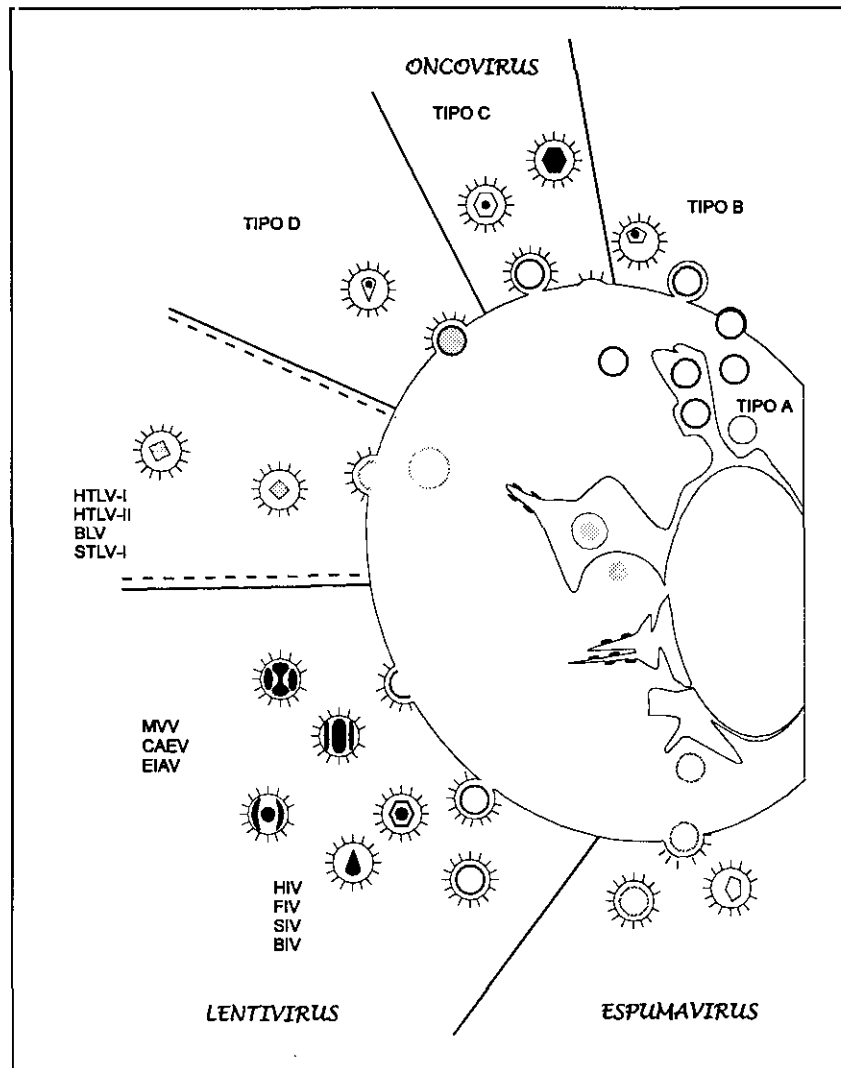 ONCOVIRUS
TIPO C
TIPO B
TIPO D
TIPO A
HTLV-I
HTLV-II
BLV
STLV-I
MVV
CAEV
EIAV
HIV
FIV
SIV
BIV
LENTIVIRUS
ESPUMAVIRUS